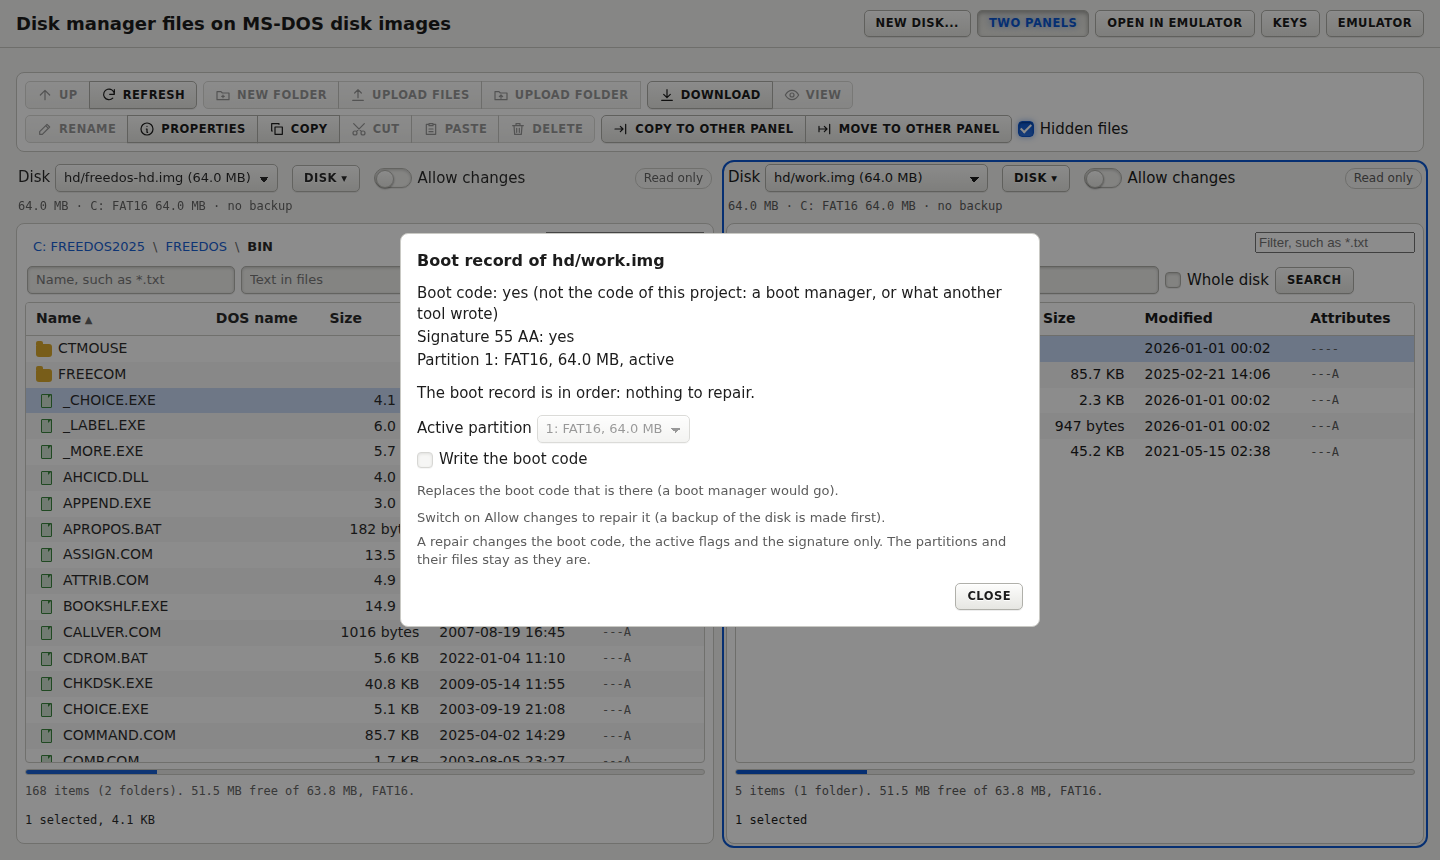 Disk manager files on MS-DOS disk images
NEW DISK... TWO PANELS OPEN IN EMULATOR KEYS EMULATOR
UP REFRESH NEW FOLDER UPLOAD FILES UPLOAD FOLDER DOWNLOAD VIEW
RENAME PROPERTIES COPY CUT PASTE DELETE COPY TO OTHER PANEL MOVE TO OTHER PANEL Hidden files
Disk hd/freedos-hd.img (64.0 MB) DISK ▾ Allow changes Read only
64.0 MB · C: FAT16 64.0 MB · no backup
C: FREEDOS2025 \ FREEDOS \ BIN
Name, such as *.txt Text in files
Name ▲ DOS name Size
CTMOUSE
FREECOM
_CHOICE.EXE 4.1
_LABEL.EXE 6.0
_MORE.EXE 5.7
AHCICD.DLL 4.0
APPEND.EXE 3.0
APROPOS.BAT 182 byt
ASSIGN.COM 13.5
ATTRIB.COM 4.9
BOOKSHLF.EXE 14.9
CALLVER.COM 1016 bytes 2007-08-19 16:45 ---A
CDROM.BAT 5.6 KB 2022-01-04 11:10 ---A
CHKDSK.EXE 40.8 KB 2009-05-14 11:55 ---A
CHOICE.EXE 5.1 KB 2003-09-19 21:08 ---A
COMMAND.COM 85.7 KB 2025-04-02 14:29 ---A
COMP.COM 1.7 KB 2003-08-05 23:27 ---A
168 items (2 folders). 51.5 MB free of 63.8 MB, FAT16.
1 selected, 4.1 KB
Disk hd/work.img (64.0 MB) DISK ▾ Allow changes Read only
64.0 MB · C: FAT16 64.0 MB · no backup
Filter, such as *.txt
Whole disk SEARCH
Size Modified Attributes
2026-01-01 00:02 ----
85.7 KB 2025-02-21 14:06 ---A
2.3 KB 2026-01-01 00:02 ---A
947 bytes 2026-01-01 00:02 ---A
45.2 KB 2021-05-15 02:38 ---A
5 items (1 folder). 51.5 MB free of 63.8 MB, FAT16.
1 selected
Boot record of hd/work.img
Boot code: yes (not the code of this project: a boot manager, or what another
tool wrote)
Signature 55 AA: yes
Partition 1: FAT16, 64.0 MB, active
The boot record is in order: nothing to repair.
Active partition 1: FAT16, 64.0 MB
Write the boot code
Replaces the boot code that is there (a boot manager would go).
Switch on Allow changes to repair it (a backup of the disk is made first).
A repair changes the boot code, the active flags and the signature only. The partitions and
their files stay as they are.
CLOSE